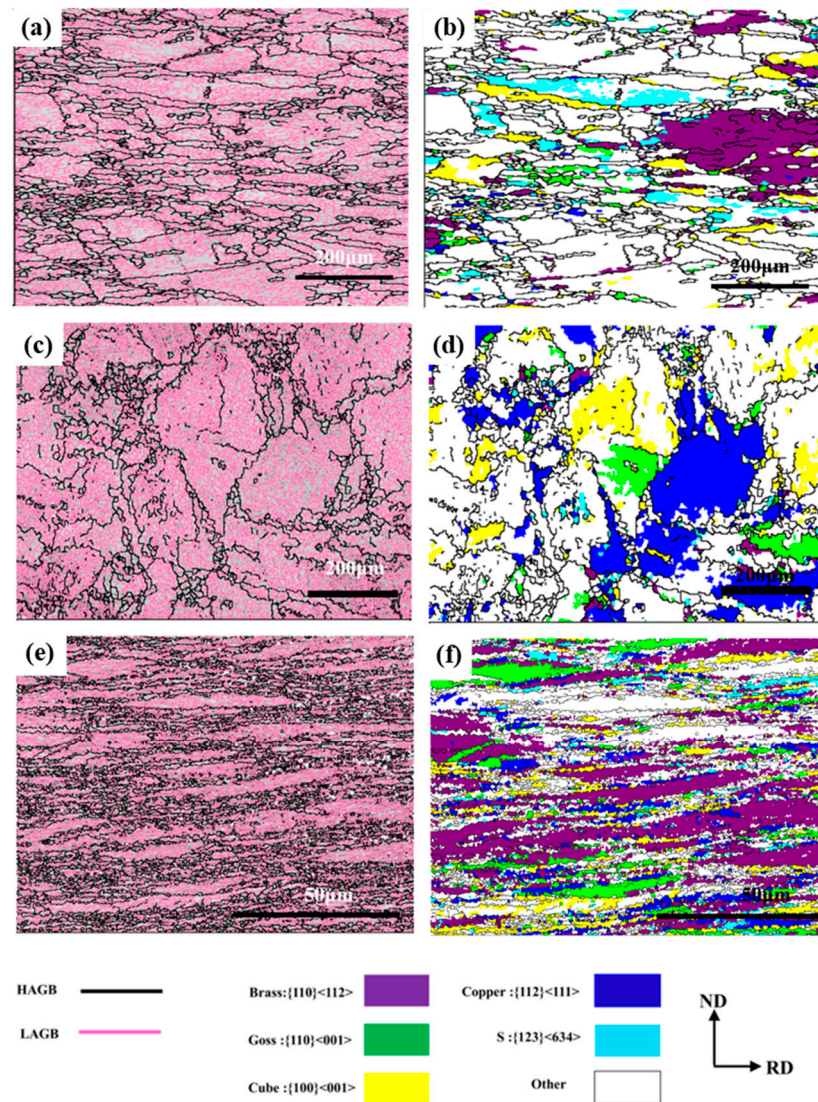 (a)
(b)
200μm
200μm
(c)
(d)
200μm
200μm
(e)
(f)
50μm
50μm
HAGB
Brass:{110}<112>
Copper :{112}<111>
ND
LAGB
Goss :{110}<001>
S :{123}<634>
RD
Cube :{100}<001>
Other